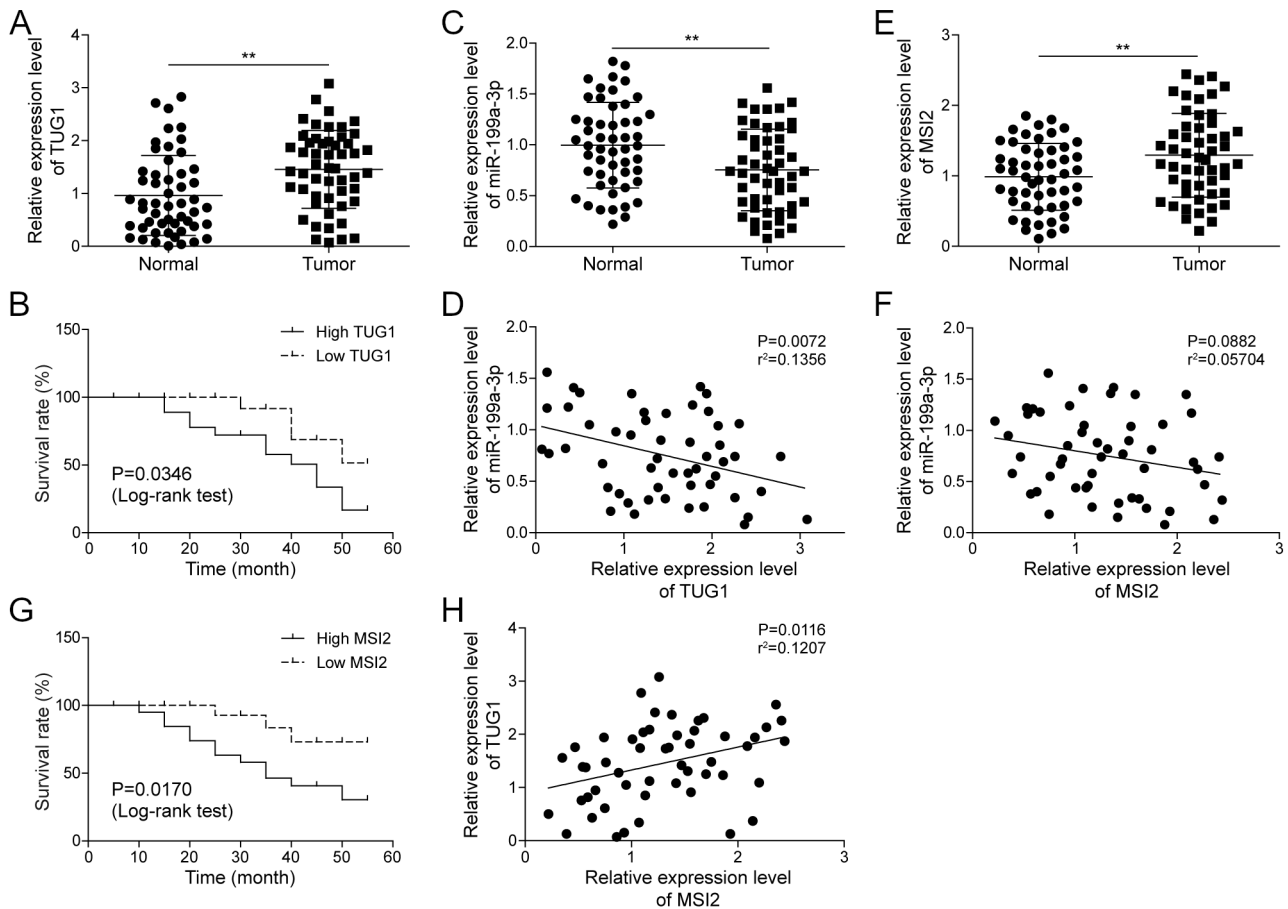 A
Relative expression level
of TUG1
4
3
2
1
0
**
Normal
Tumor
C
Relative expression level
of miR-199a-3p
2.0
1.5
1.0
0.5
0.0
**
Normal
Tumor
E
Relative expression level
of MSI2
3
2
1
0
**
Normal
Tumor
B
Survival rate (%)
150
100
50
0
High TUG1
Low TUG1
P=0.0346
(Log-rank test)
0 10 20 30 40 50 60
Time (month)
D
Relative expression level
of miR-199a-3p
2.0
1.5
1.0
0.5
0.0
P=0.0072
r²=0.1356
0 1 2 3
Relative expression level
of TUG1
F
Relative expression level
of miR-199a-3p
2.0
1.5
1.0
0.5
0.0
P=0.0882
r²=0.05704
0 1 2 3
Relative expression level
of MSI2
G
Survival rate (%)
150
100
50
0
High MSI2
Low MSI2
P=0.0170
(Log-rank test)
0 10 20 30 40 50 60
Time (month)
H
Relative expression level
of TUG1
4
3
2
1
0
P=0.0116
r²=0.1207
0 1 2 3
Relative expression level
of MSI2